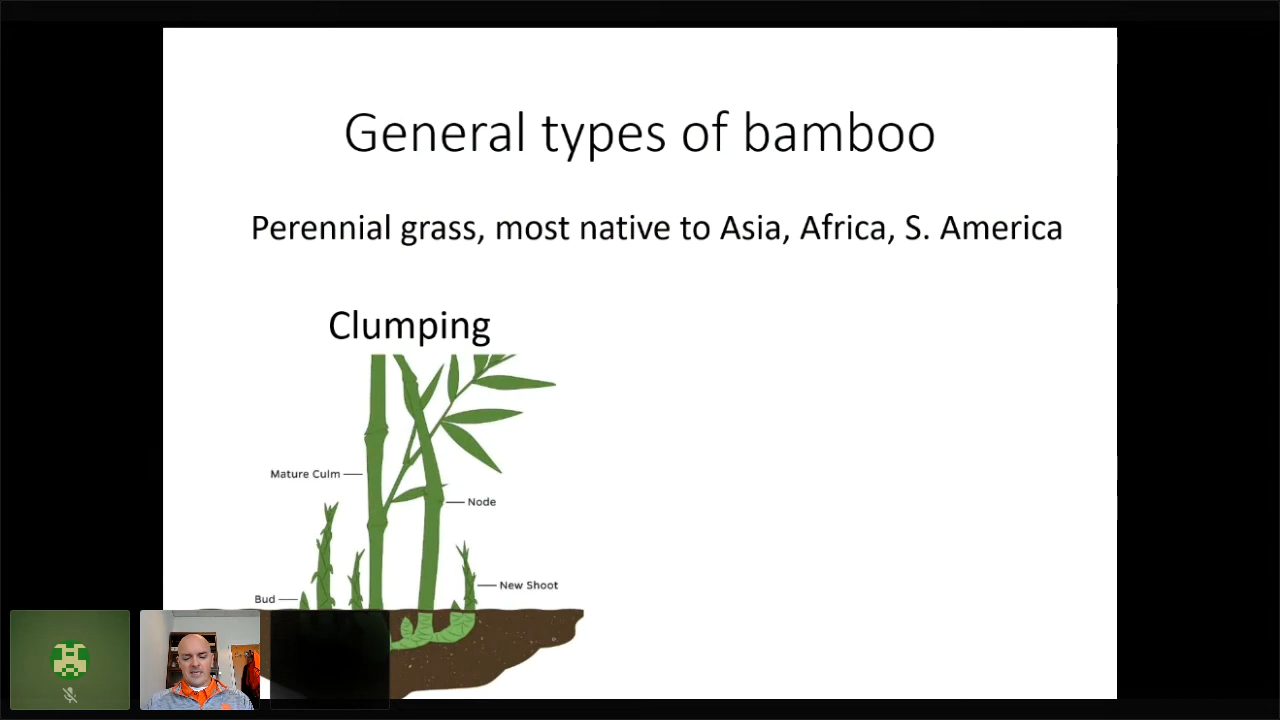 General types of bamboo
Perennial grass, most native to Asia, Africa, S. America
Clumping
Mature Culm
Node
New Shoot
Bud